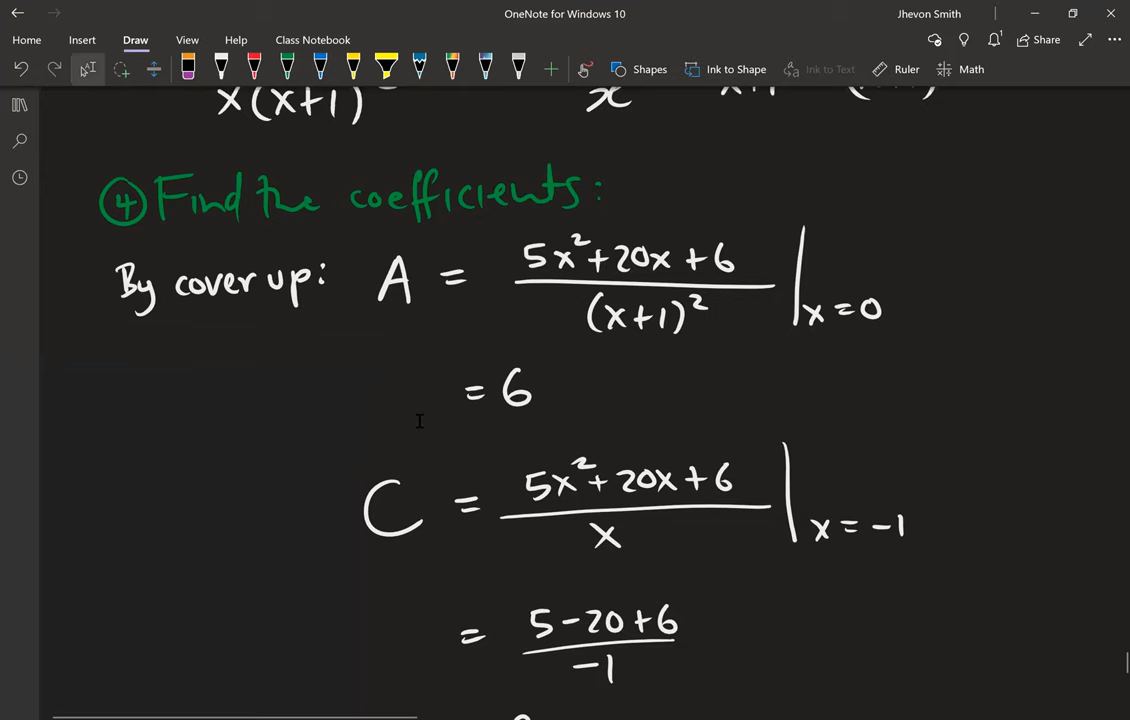 OneNote for Windows 10
Jhevon Smith
Home Insert Draw View Help Class Notebook Share
Shapes Ink to Shape Ink to Text Ruler Math
x(x+1)² x x+1
④ Find the coefficients:
By cover up: A = 5x²+20x+6 / (x+1)² | x=0
= 6
C = 5x²+20x+6 / x | x=-1
= 5-20+6 / -1